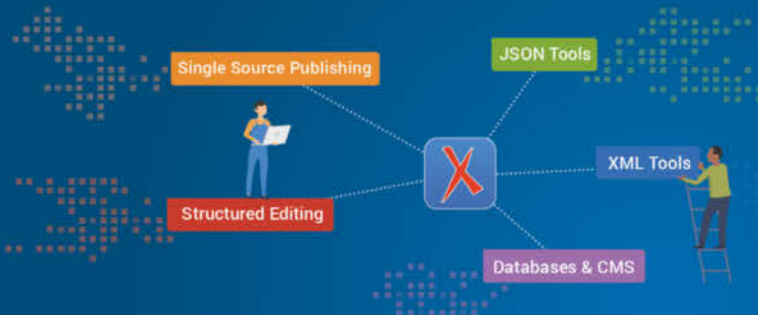 Single Source Publishing
JSON Tools
XML Tools
Structured Editing
Databases & CMS